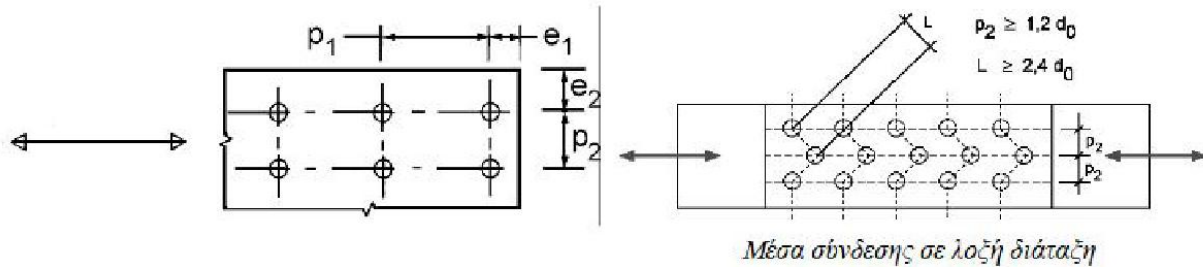 p1
e1
e2
p2
L
p2 ≥ 1,2 d0
L ≥ 2,4 d0
p2
p2
Μέσα σύνδεσης σε λοξή διάταξη